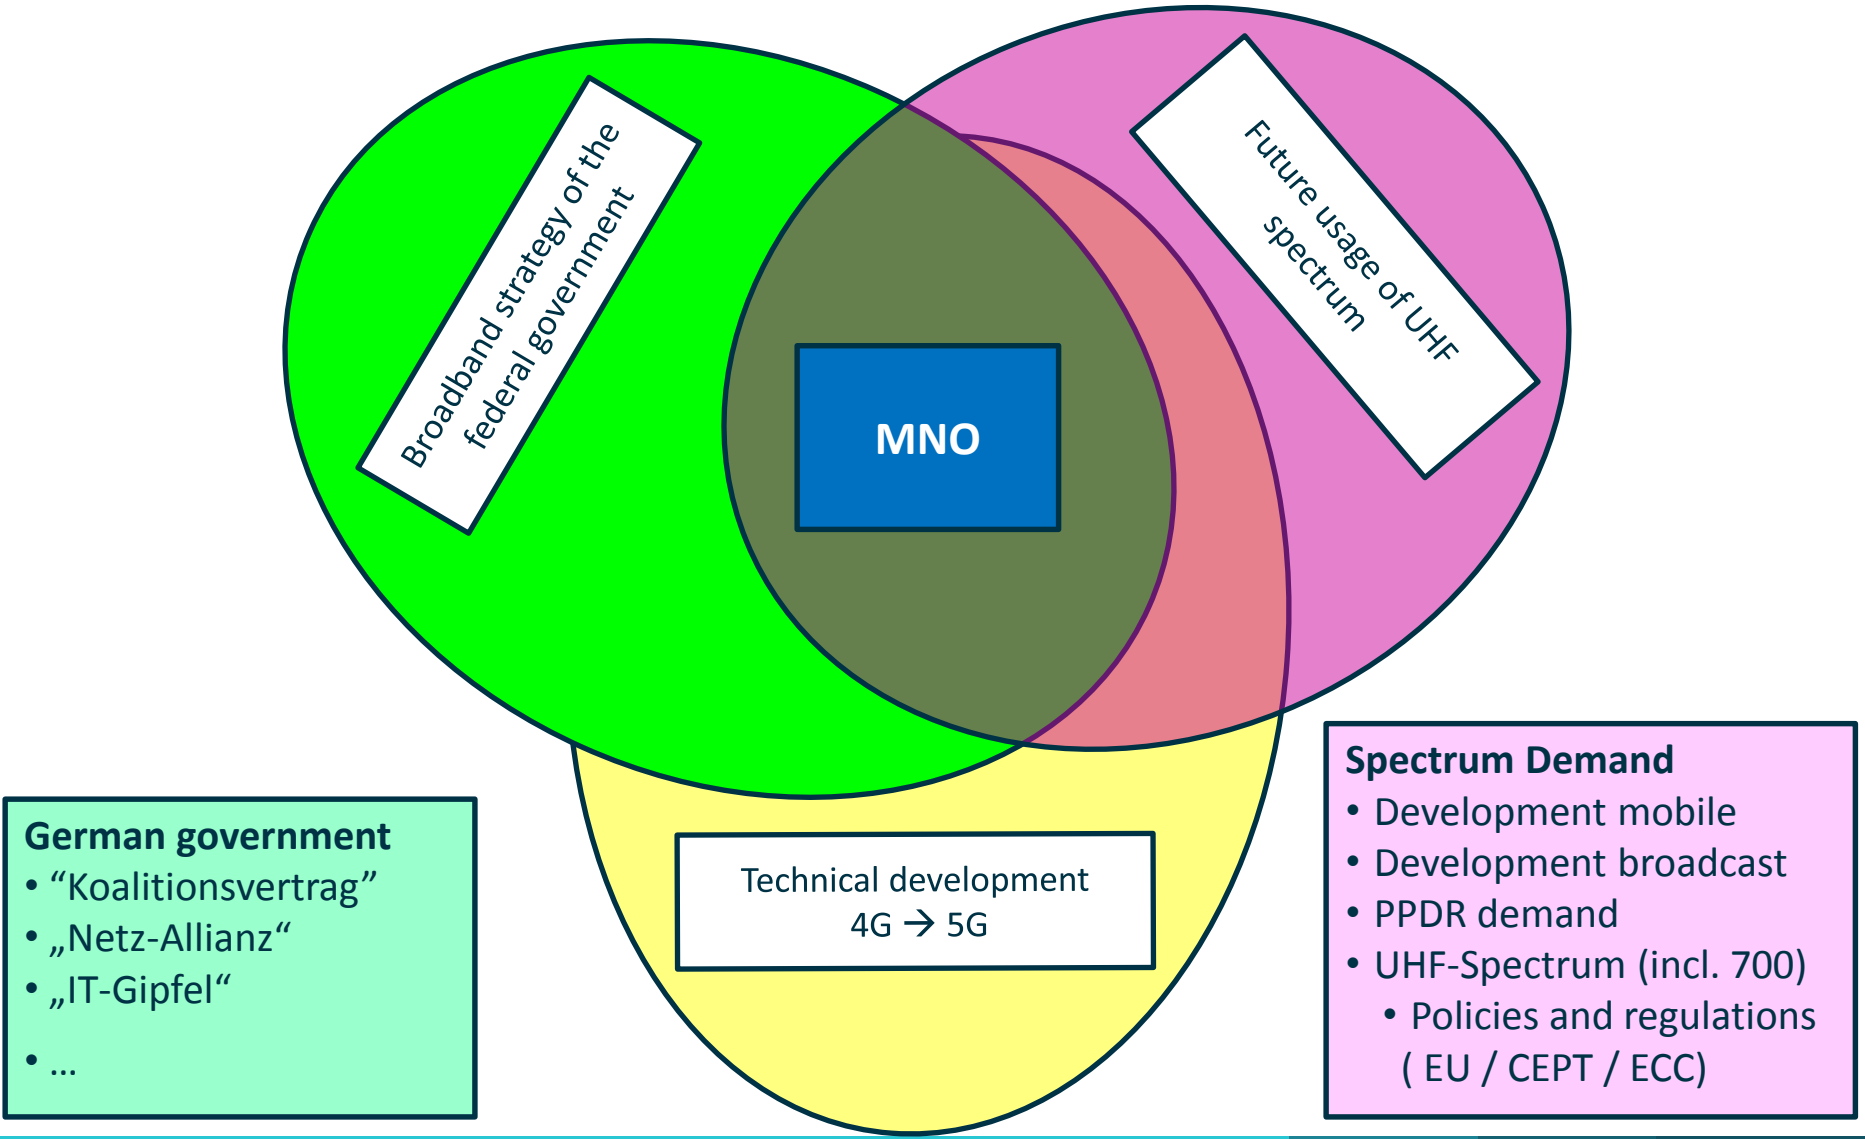 Broadband strategy of the
federal government
Future usage of UHF
spectrum
MNO
Technical development
4G → 5G
German government
• “Koalitionsvertrag”
• „Netz-Allianz“
• „IT-Gipfel“
• ...
Spectrum Demand
• Development mobile
• Development broadcast
• PPDR demand
• UHF-Spectrum (incl. 700)
• Policies and regulations
( EU / CEPT / ECC)